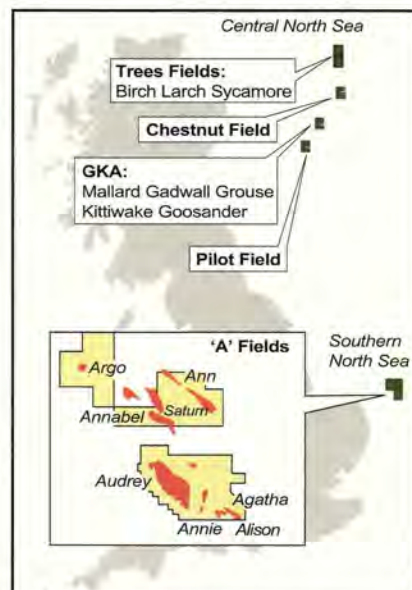 Central North Sea
Trees Fields:
Birch Larch Sycamore
Chestnut Field
GKA:
Mallard Gadwall Grouse
Kittiwake Goosander
Pilot Field
'A' Fields
Southern
North Sea
Argo
Ann
Annabel
Saturn
Audrey
Agatha
Annie
Alison